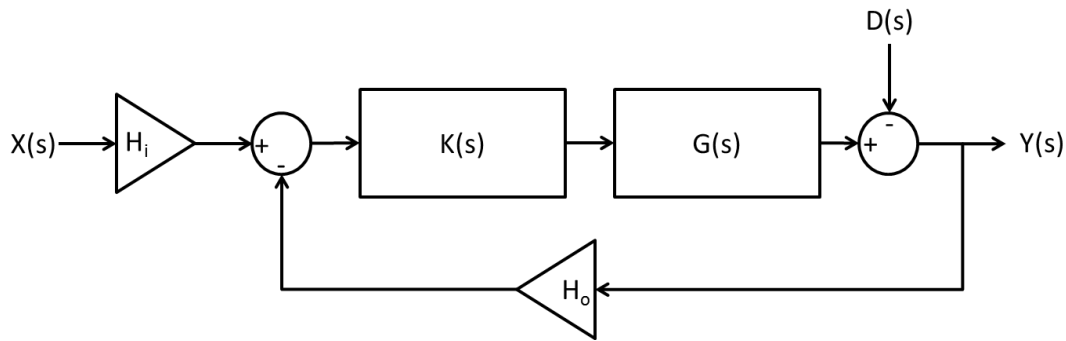 D(s)
X(s) Hᵢ + - K(s) G(s) + - Y(s)
Hₒ